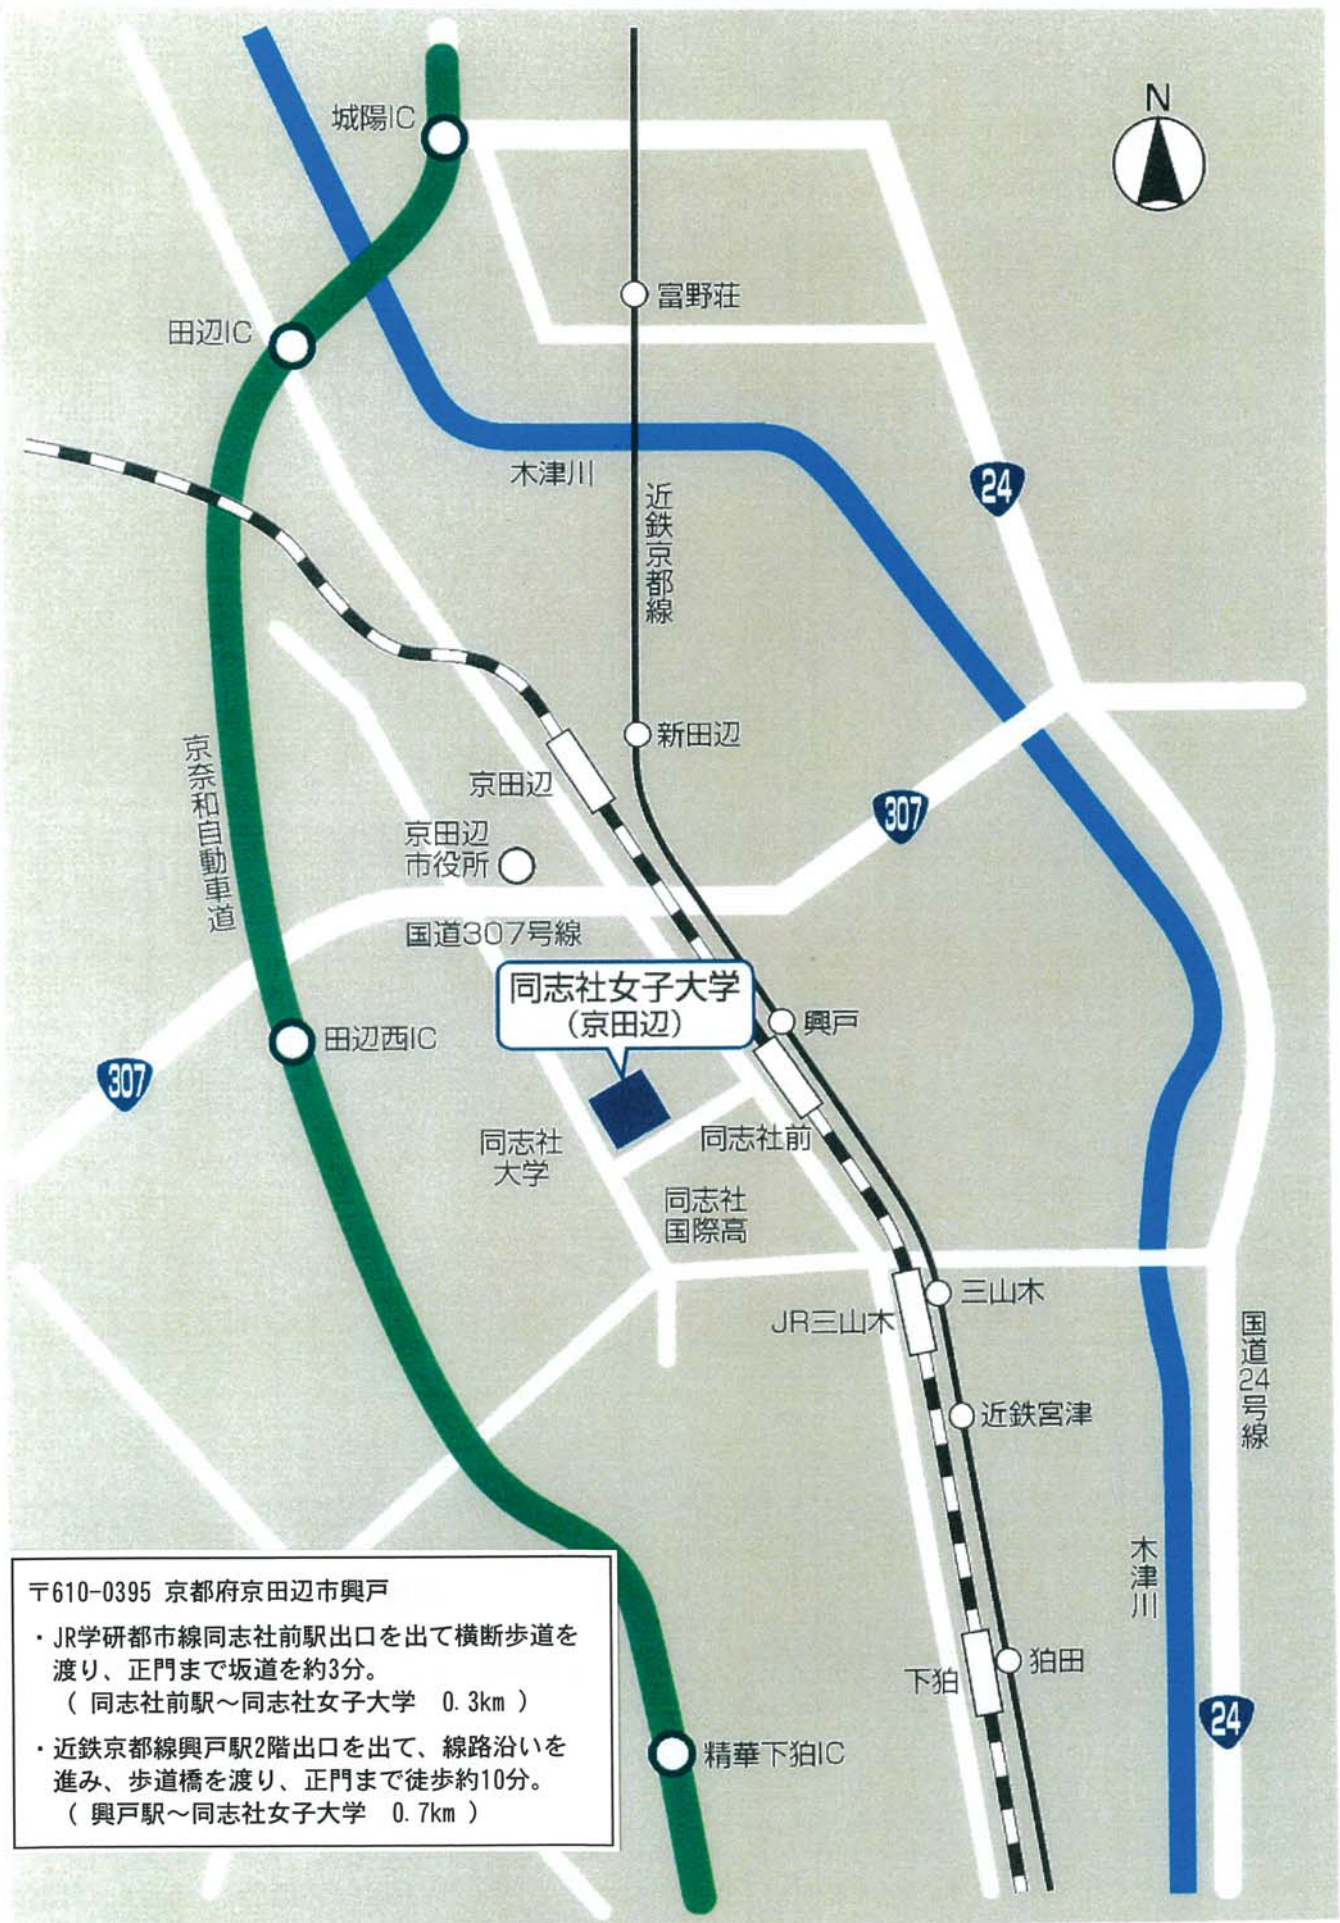 N
城陽IC
富野荘
田辺IC
木津川
24
近鉄京都線
新田辺
京田辺
307
京田辺
市役所
京奈和自動車道
国道307号線
同志社女子大学
(京田辺)
興戸
田辺西IC
307
同志社
大学
同志社前
同志社
国際高
三山木
JR三山木
国道24号線
近鉄宮津
木津川
狛田
下狛
24
精華下狛IC
〒610-0395 京都府京田辺市興戸
・JR学研都市線同志社前駅出口を出て横断歩道を
渡り、正門まで坂道を約3分。
( 同志社前駅～同志社女子大学 0.3km )
・近鉄京都線興戸駅2階出口を出て、線路沿いを
進み、歩道橋を渡り、正門まで徒歩約10分。
( 興戸駅～同志社女子大学 0.7km )